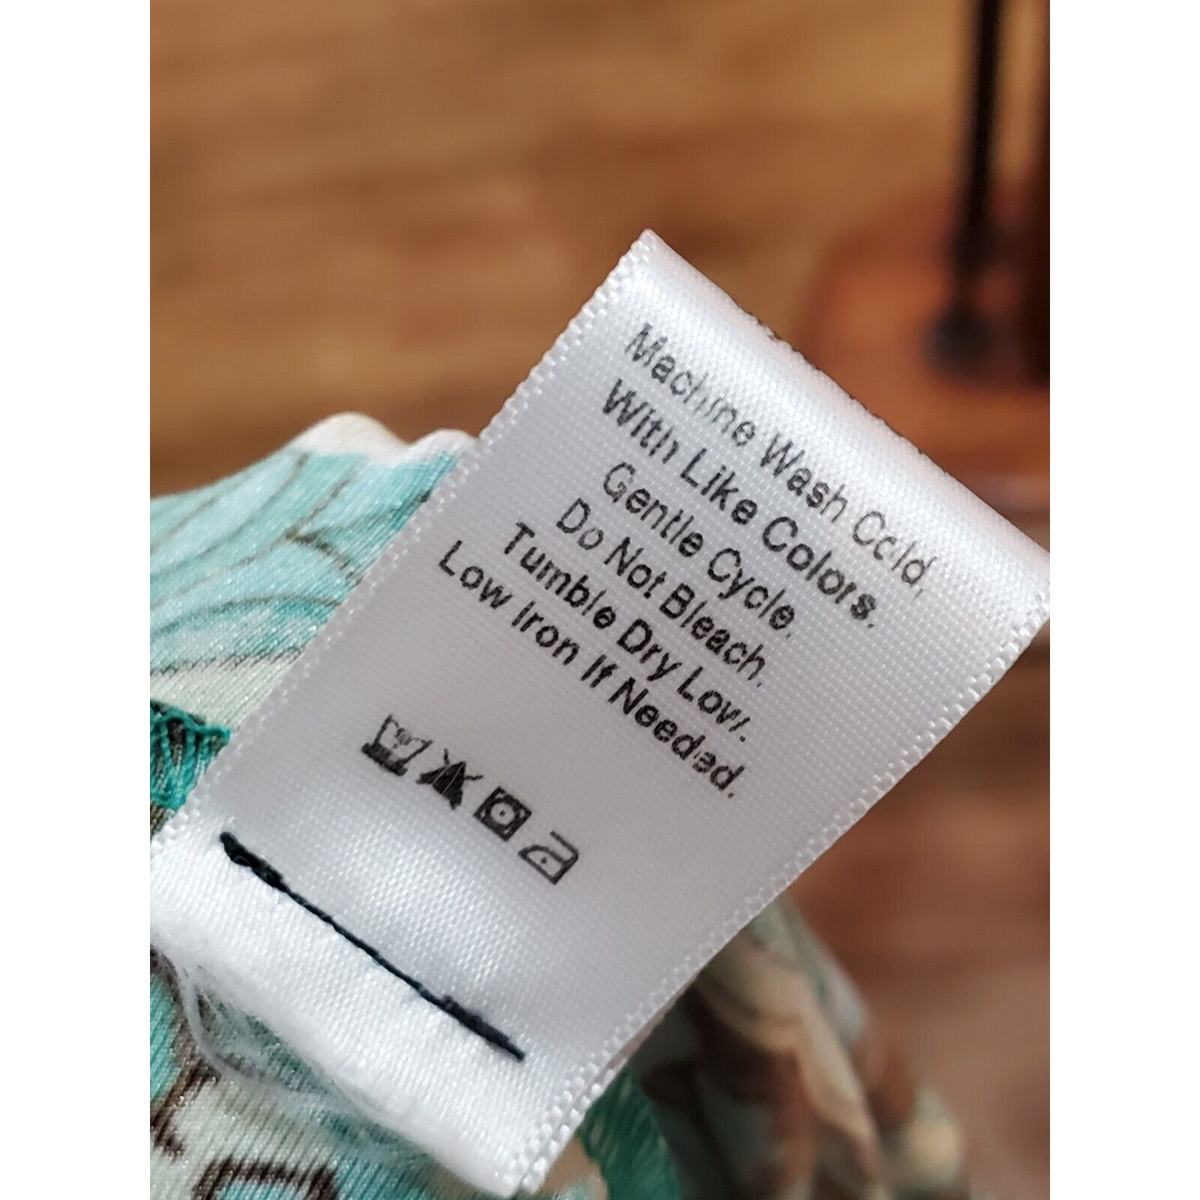 Machine Wash Cold,
With Like Colors.
Gentle Cycle.
Do Not Bleach.
Tumble Dry Low.
Low Iron If Needed.